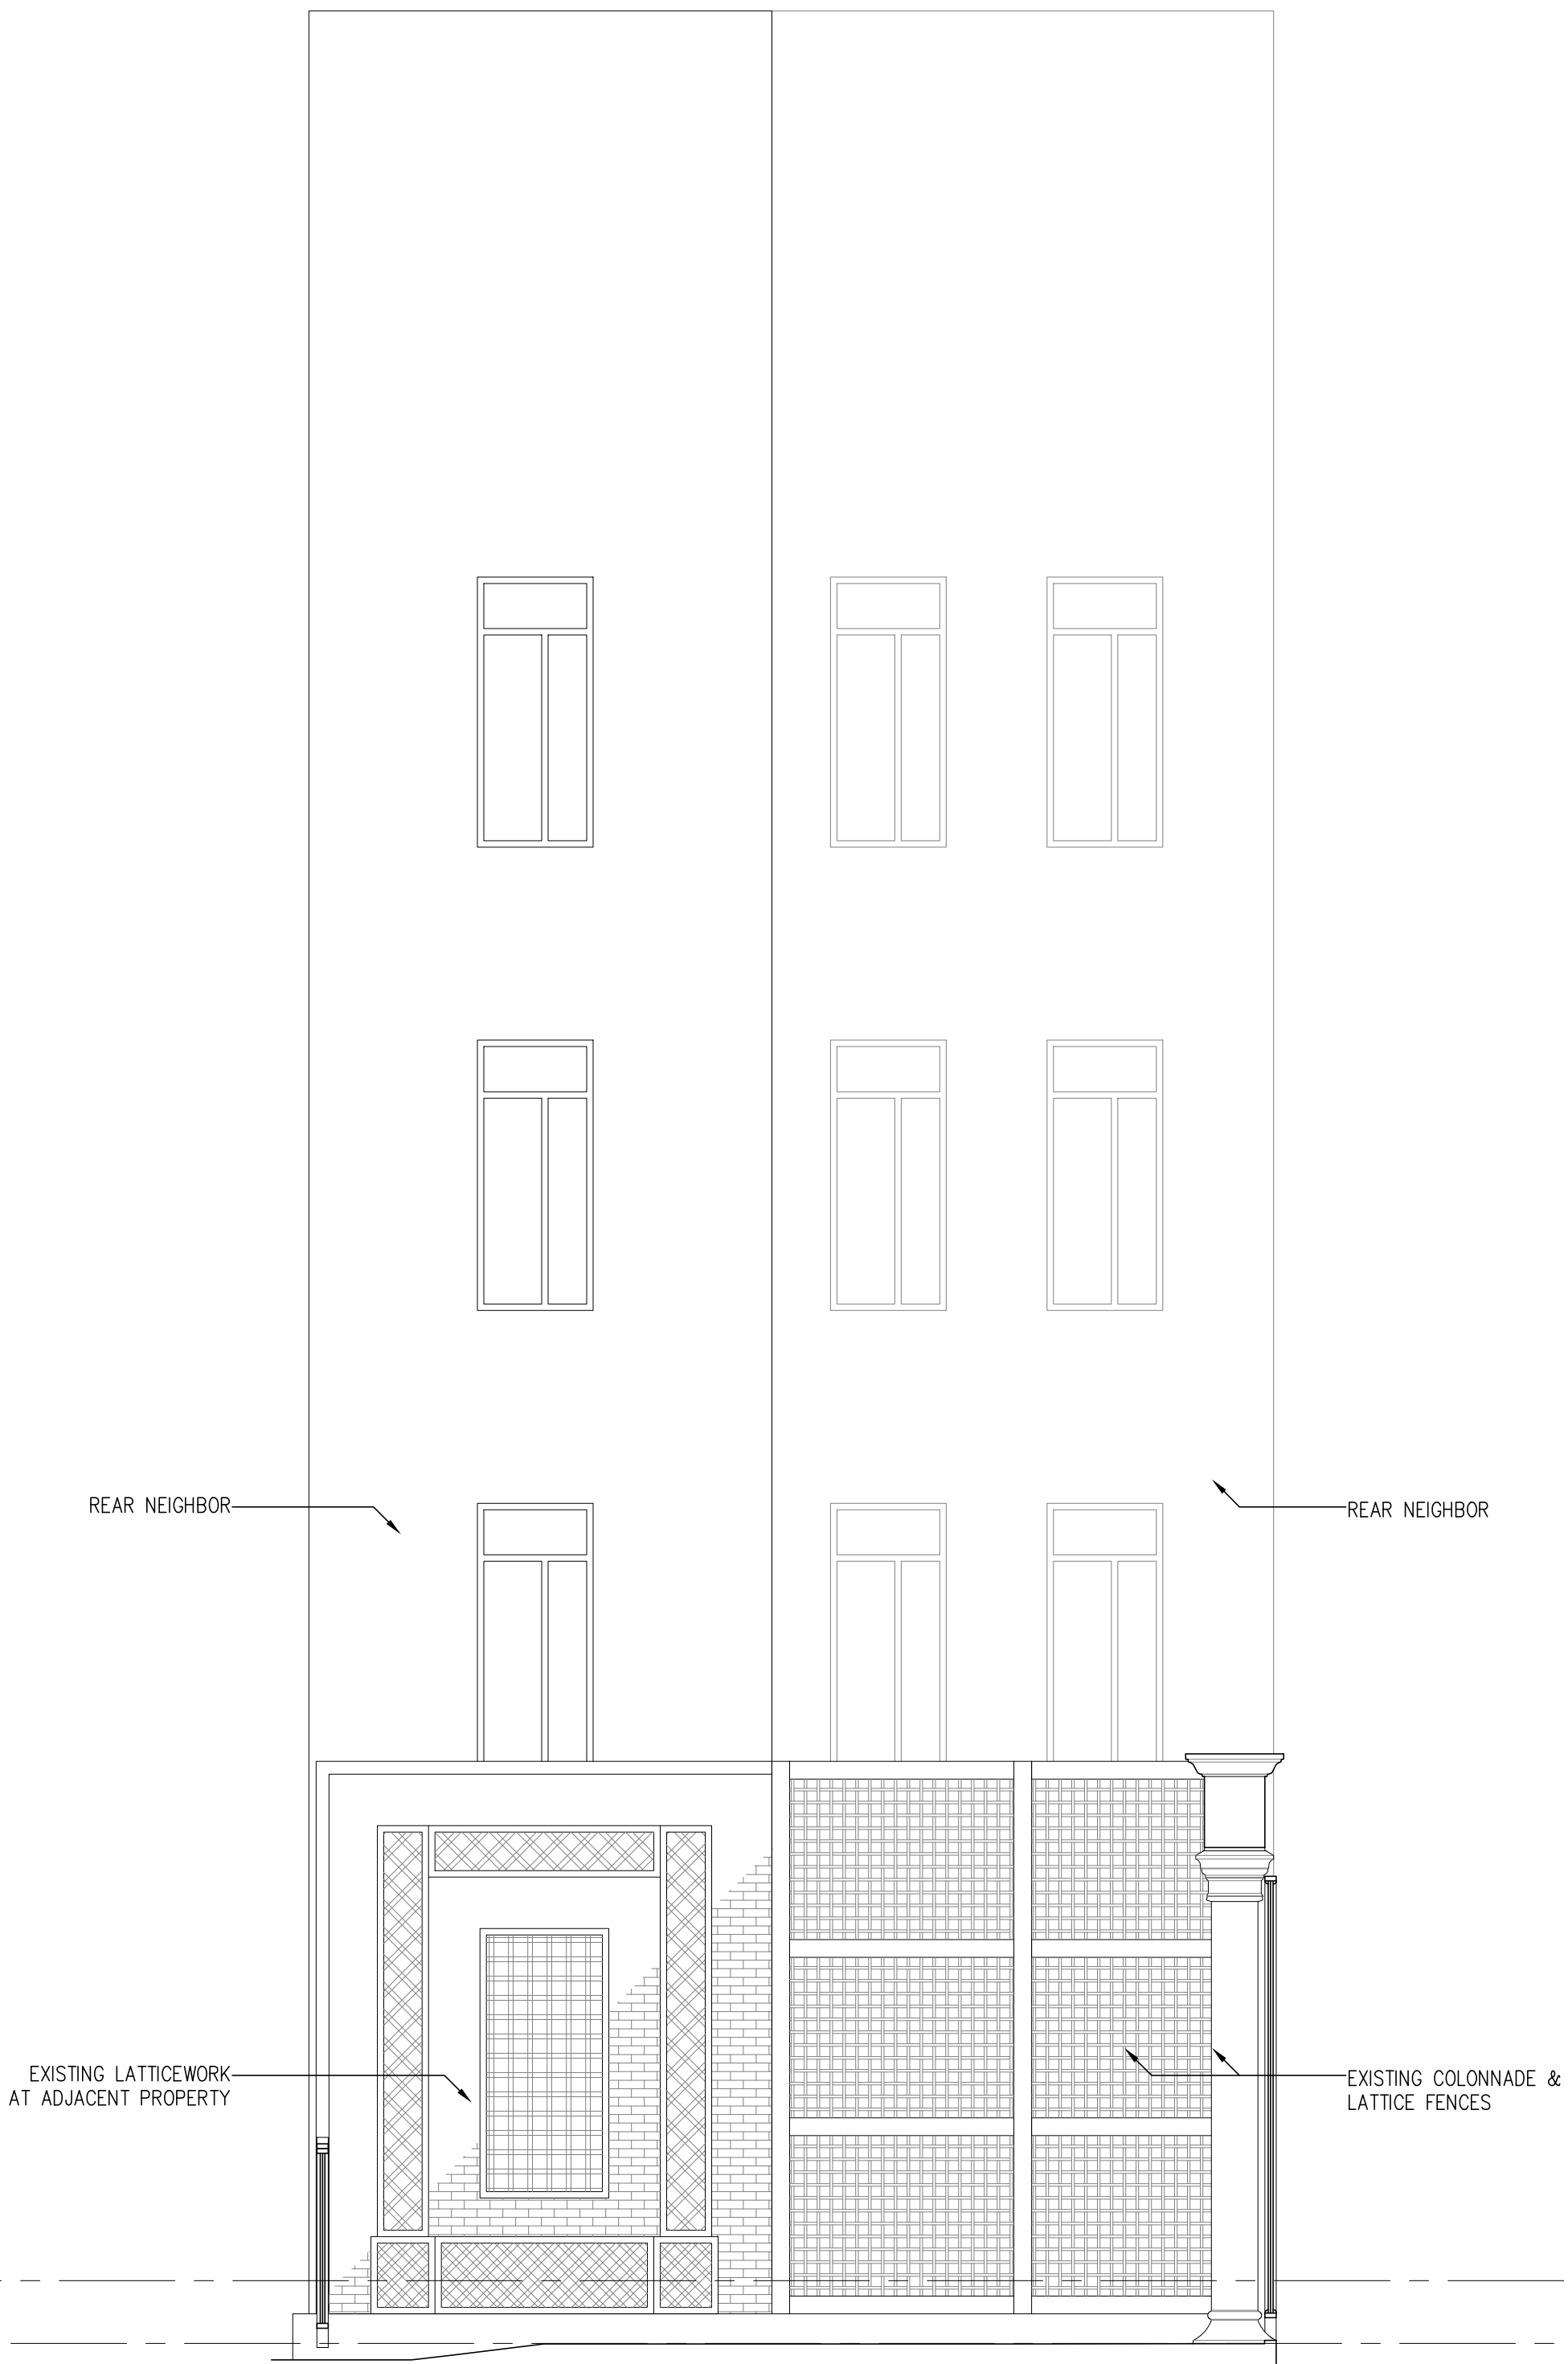 REAR NEIGHBOR
REAR NEIGHBOR
EXISTING LATTICEWORK
AT ADJACENT PROPERTY
EXISTING COLONNADE &
LATTICE FENCES